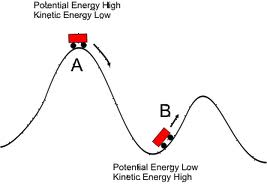 Potential Energy High
Kinetic Energy Low
A
B
Potential Energy Low
Kinetic Energy High